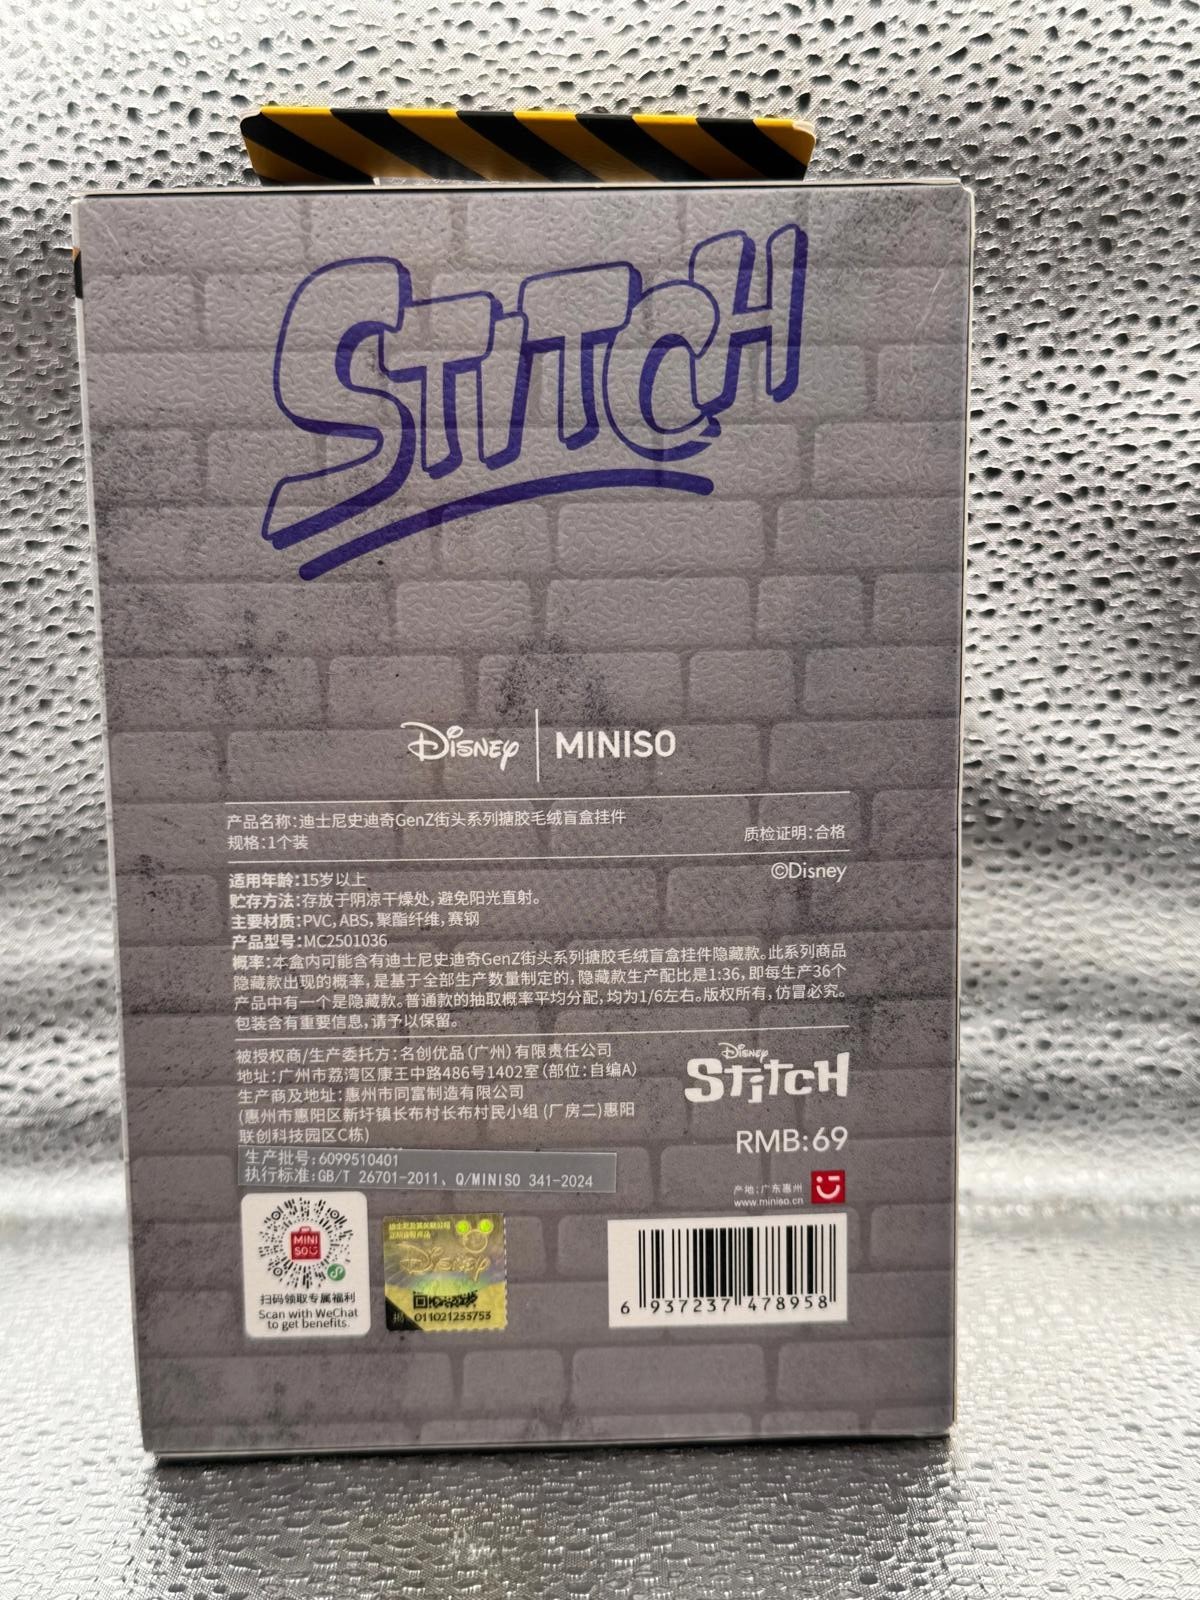 STITCH
Disney | MINISO
产品名称:迪士尼史迪奇GenZ街头系列搪胶毛绒盲盒挂件
规格:1个装
质检证明:合格
©Disney
适用年龄:15岁以上
贮存方法:存放于阴凉干燥处,避免阳光直射。
主要材质:PVC,ABS,聚酯纤维,赛钢
产品型号:MC2501036
概率:本盒内可能含有迪士尼史迪奇GenZ街头系列搪胶毛绒盲盒挂件隐藏款。此系列商品
隐藏款出现的概率,是基于全部生产数量制定的,隐藏款生产配比是1:36,即每生产36个
产品中有一个是隐藏款。普通款的抽取概率平均分配,均为1/6左右。版权所有,仿冒必究。
包装含有重要信息,请予以保留。
被授权商/生产委托方:名创优品(广州)有限责任公司
地址:广州市荔湾区康王中路486号1402室(部位:自编A)
生产商及地址:惠州市同富制造有限公司
(惠州市惠阳区新圩镇长布村长布村民小组(厂房二)惠阳
联创科技园区C栋)
生产批号:6099510401
执行标准:GB/T 26701-2011、Q/MINISO 341-2024
Disney
STITCH
RMB:69
产地:广东惠州
www.miniso.cn
MINI
SO
扫码领取专属福利
Scan with WeChat
to get benefits.
Disney
011021233753
6 937237 478958